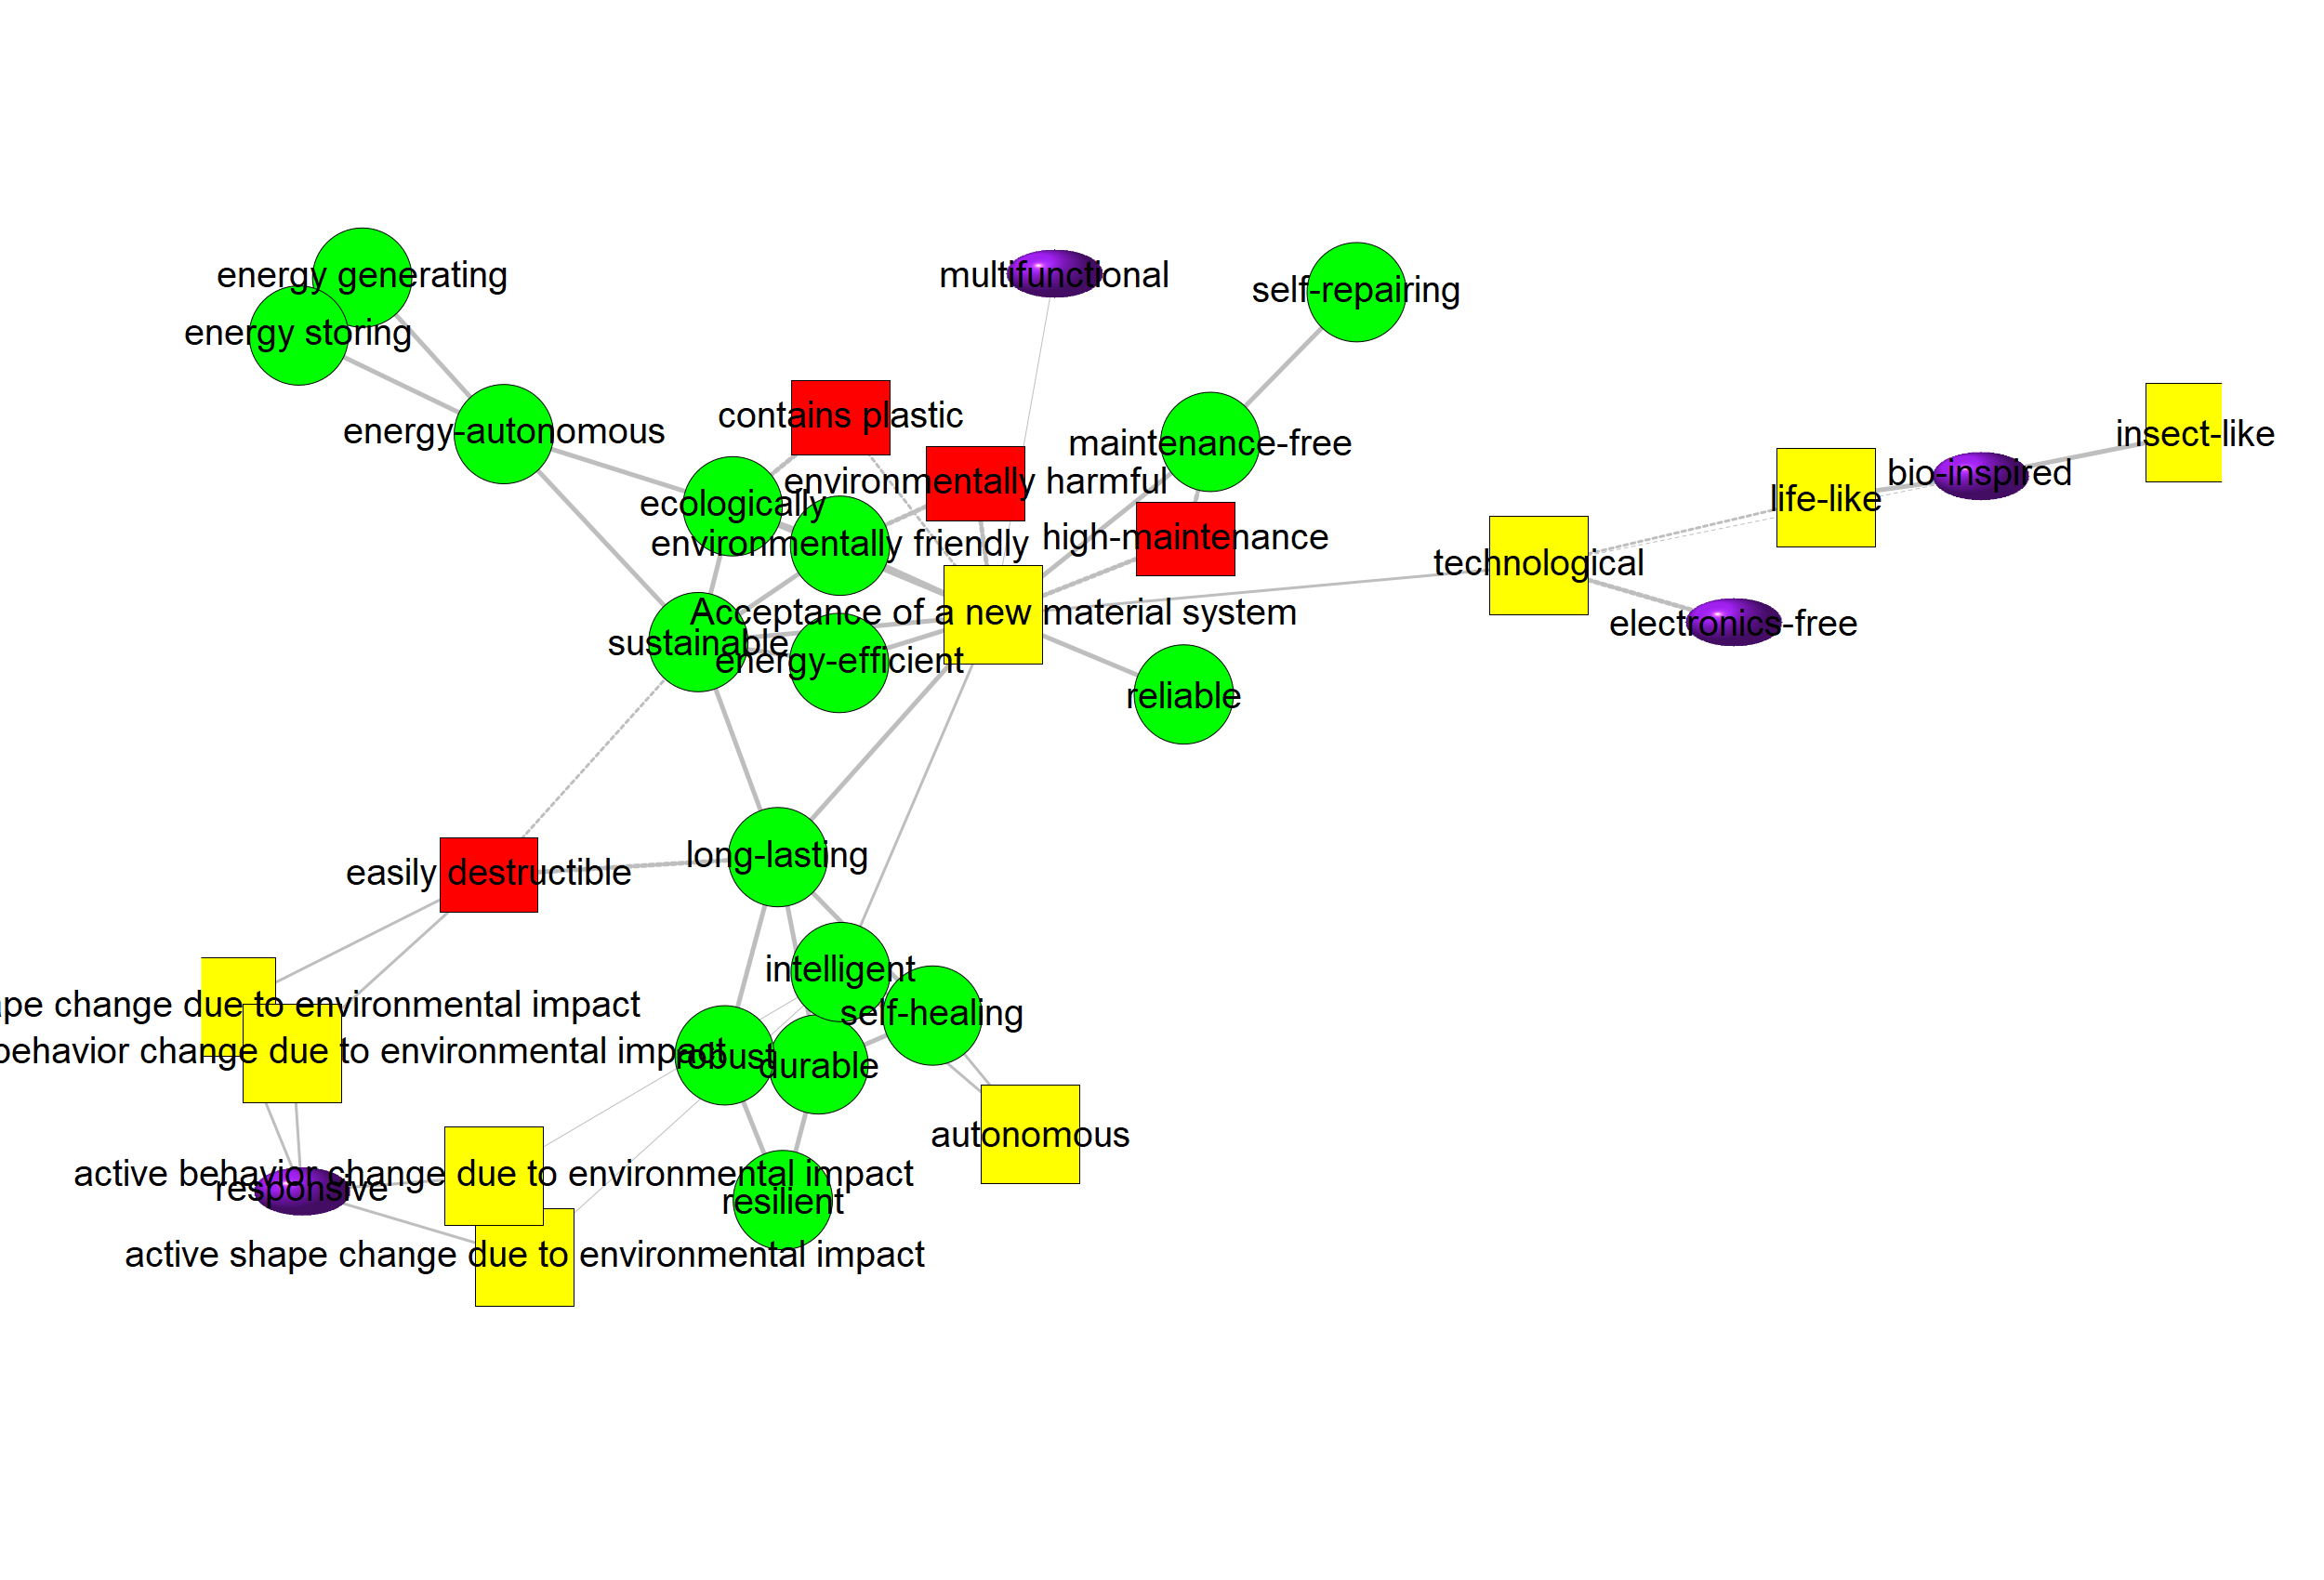 energy generating
multifunctional
self-repairing
energy storing
contains plastic
energy-autonomous
insect-like
maintenance-free
bio-inspired
environmentally harmful
life-like
ecologically
high-maintenance
environmentally friendly
technological
Acceptance of a new material system
electronics-free
sustainable
energy-efficient
reliable
long-lasting
easily destructible
intelligent
change due to environmental impact
self-healing
behavior change due to environmental impact
robust
durable
autonomous
active behavior change due to environmental impact
responsive
resilient
active shape change due to environmental impact